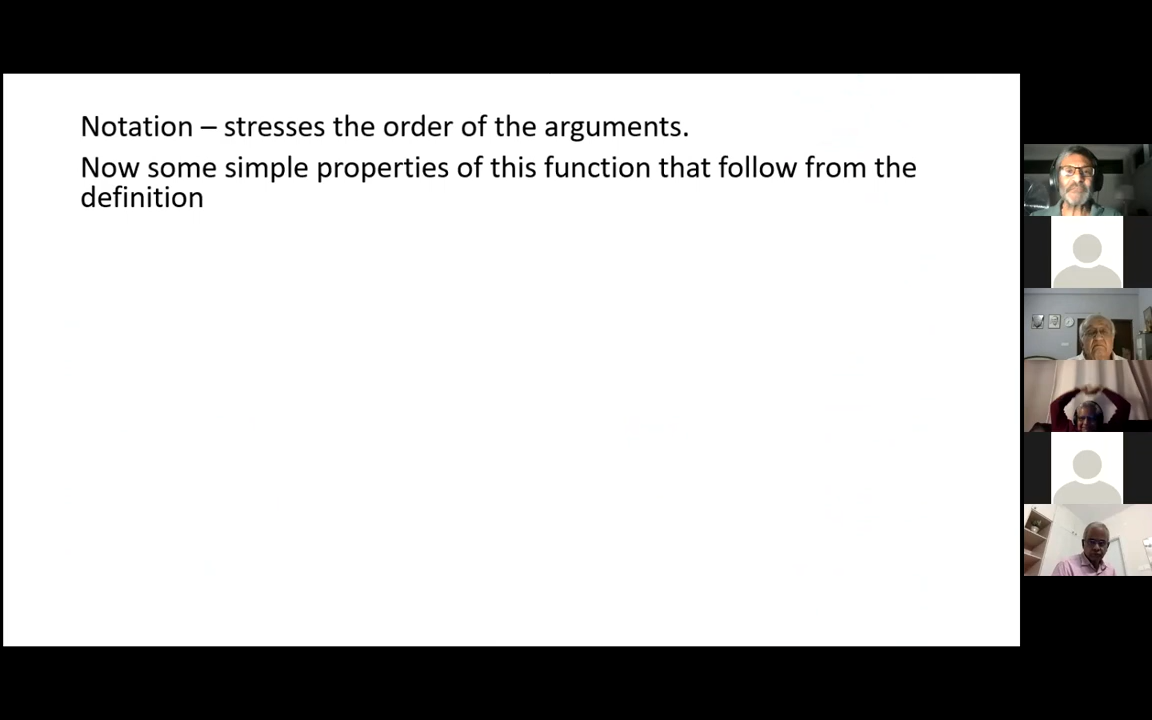 Notation – stresses the order of the arguments.
Now some simple properties of this function that follow from the
definition